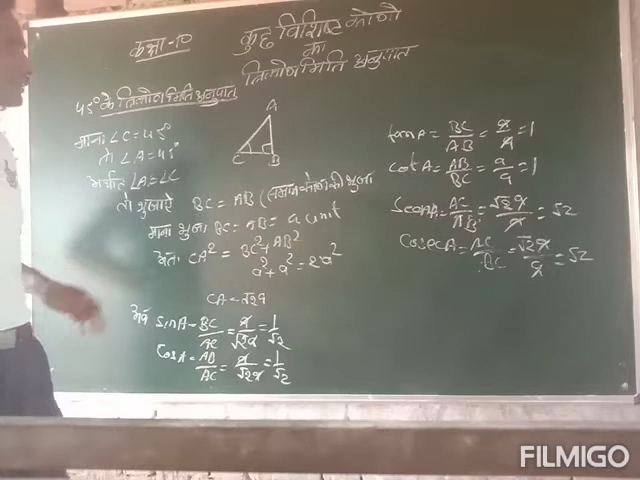 कक्षा-10
कुछ विशिष्ट कोणों
का
त्रिकोणमिति अनुपात
45° के त्रिकोणमिति अनुपात
माना ∠C = 45°
तो ∠A = 45°
अर्थात ∠A = ∠C
तो भुजाऐं BC = AB (समान कोण की भुजा
माना भुजा BC = AB = a unit
CA² = BC² + AB²
a² + a² = 2a²
CA = √2a
A
C B
अब sinA = BC/AC = a/√2a = 1/√2
CosA = AB/AC = a/√2a = 1/√2
tanA = BC/AB = a/a = 1
cotA = AB/BC = a/a = 1
SecA = AC/AB = √2a/a = √2
CosecA = AC/BC = √2a/a = √2
FILMIGO